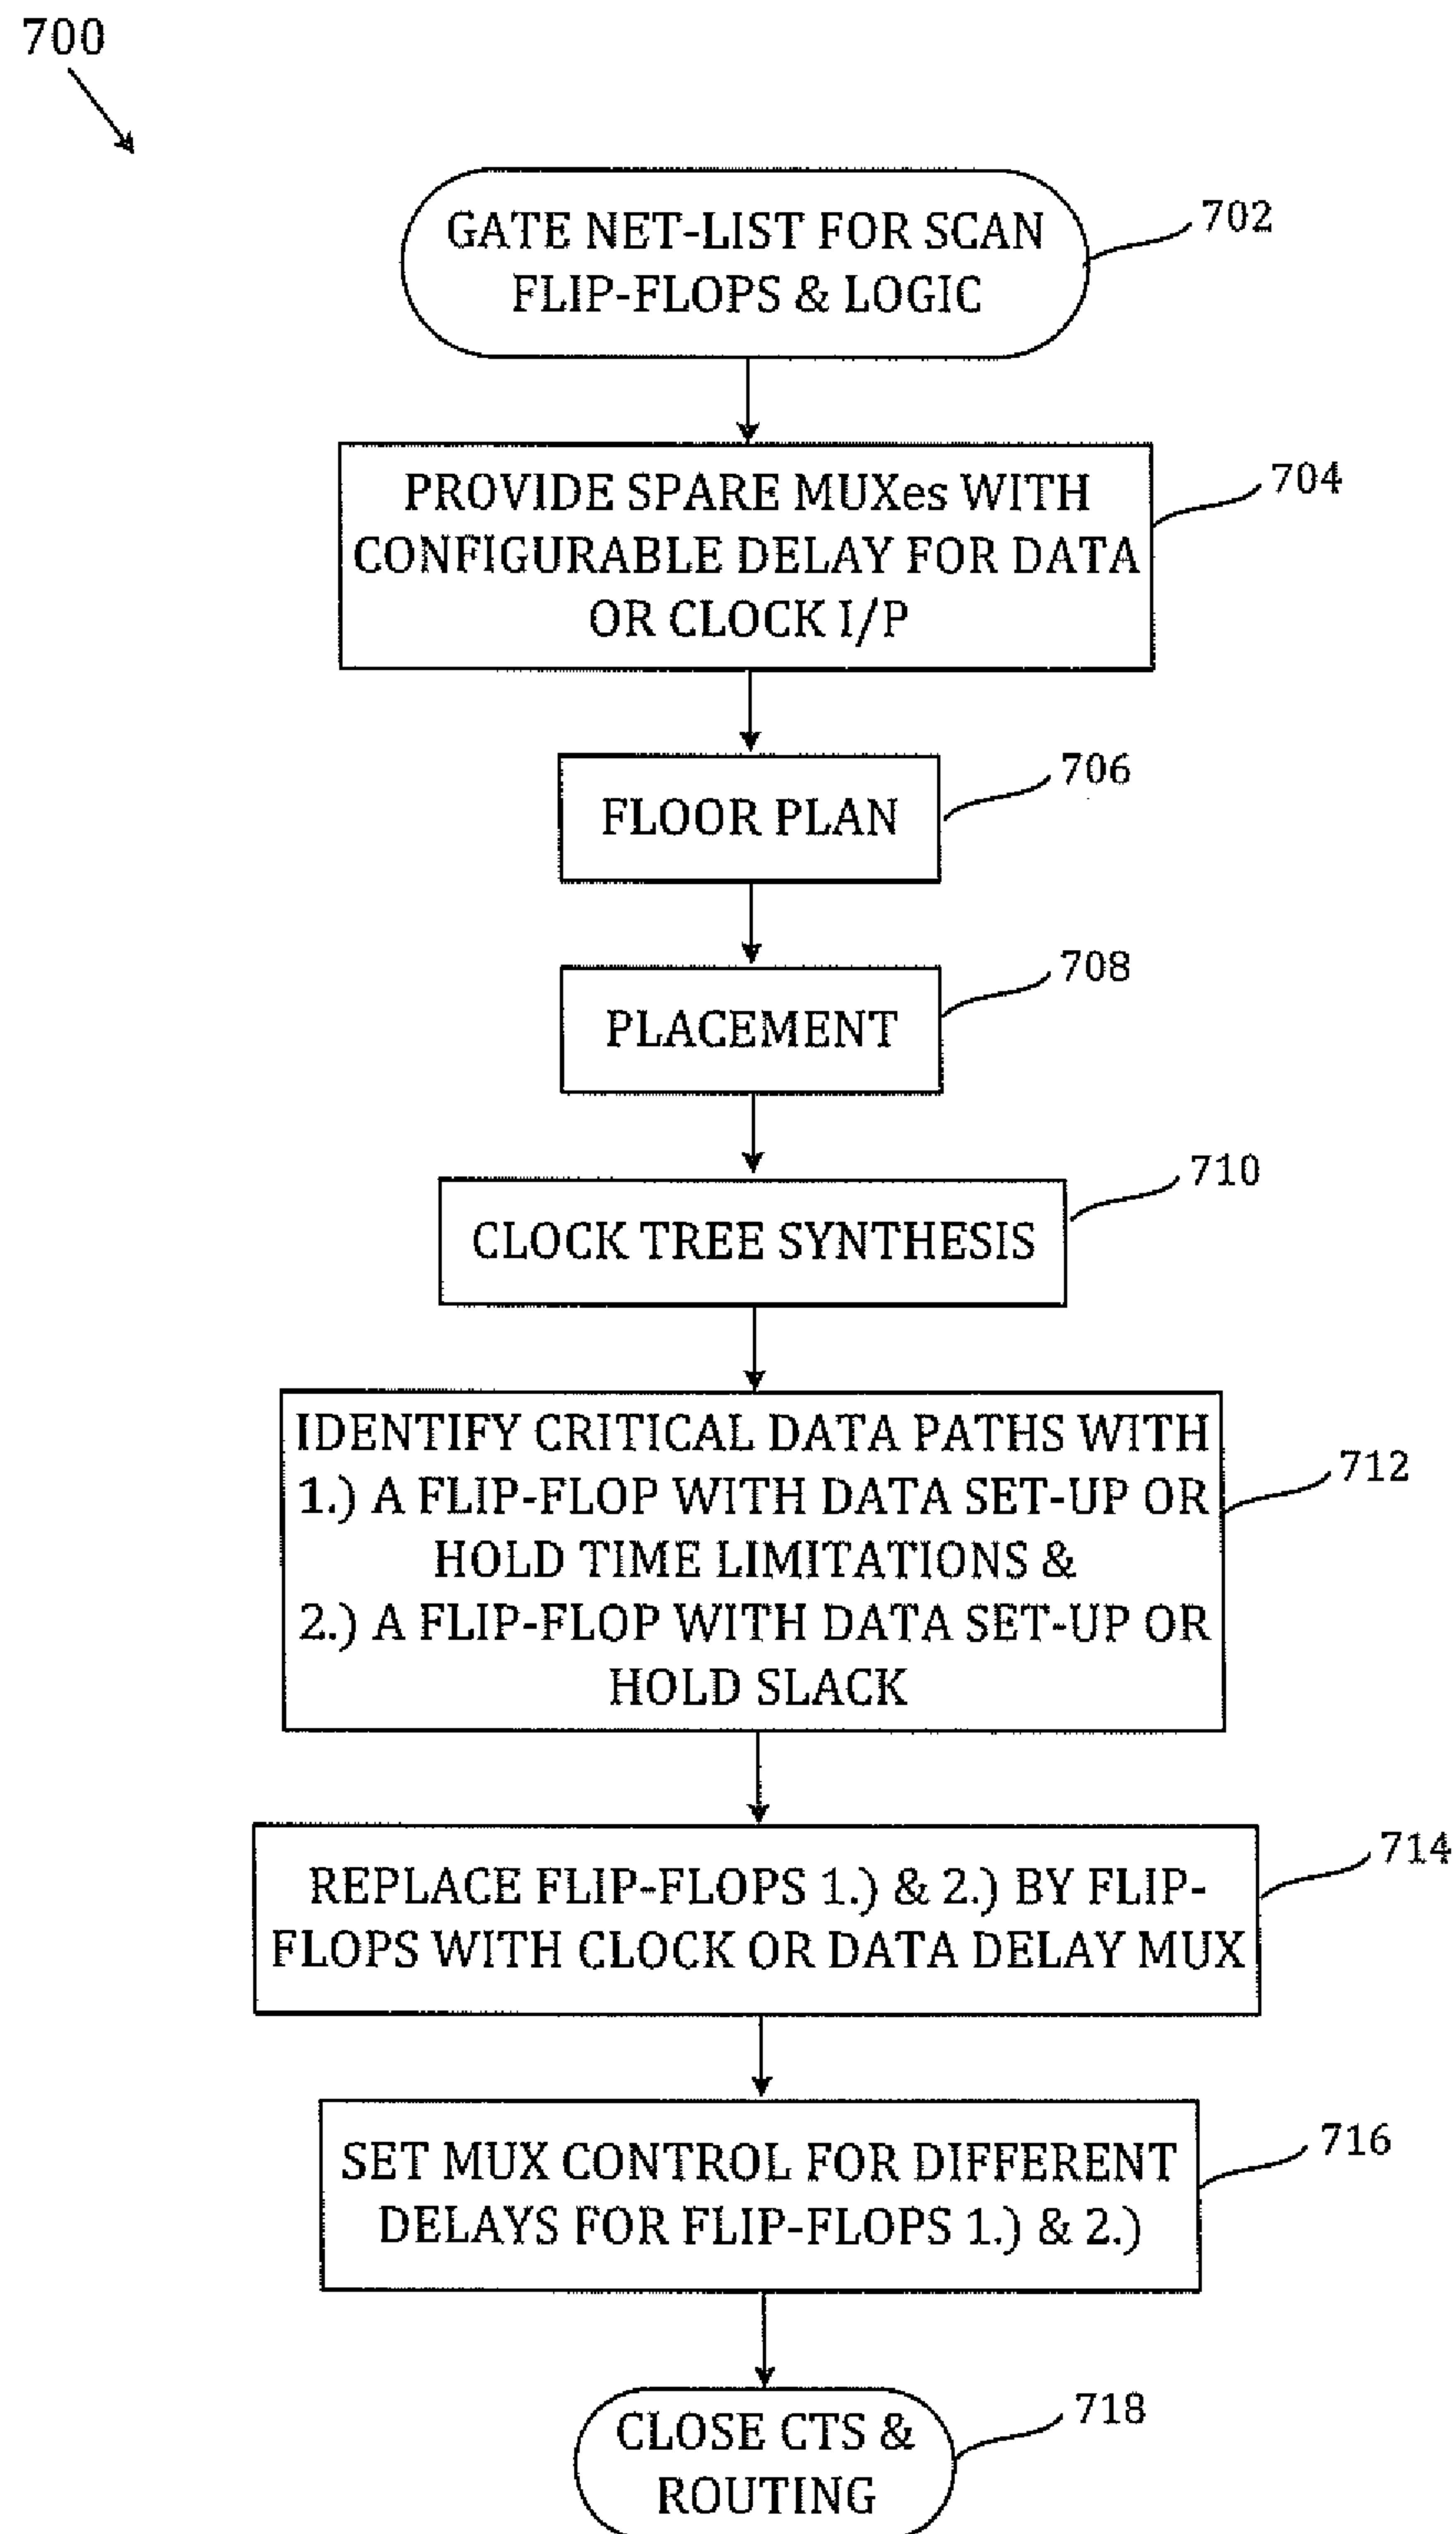 700
GATE NET-LIST FOR SCAN
FLIP-FLOPS & LOGIC
702
PROVIDE SPARE MUXes WITH
CONFIGURABLE DELAY FOR DATA
OR CLOCK I/P
704
FLOOR PLAN
706
PLACEMENT
708
CLOCK TREE SYNTHESIS
710
IDENTIFY CRITICAL DATA PATHS WITH
1.) A FLIP-FLOP WITH DATA SET-UP OR
HOLD TIME LIMITATIONS &
2.) A FLIP-FLOP WITH DATA SET-UP OR
HOLD SLACK
712
REPLACE FLIP-FLOPS 1.) & 2.) BY FLIP-
FLOPS WITH CLOCK OR DATA DELAY MUX
714
SET MUX CONTROL FOR DIFFERENT
DELAYS FOR FLIP-FLOPS 1.) & 2.)
716
CLOSE CTS &
ROUTING
718